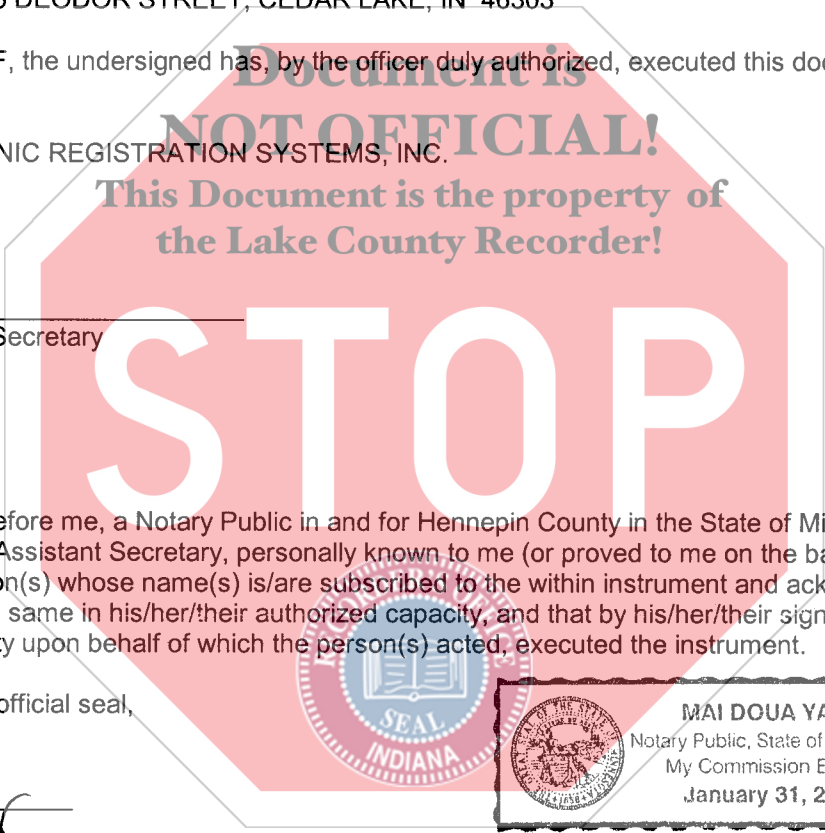 DEODOR STREET, CEDAR LAKE, IN 46303
F, the undersigned has, by the officer duly authorized, executed this doc
Document is
NOT OFFICIAL!
NIC REGISTRATION SYSTEMS, INC.
This Document is the property of
the Lake County Recorder!
Secretary
STOP
efore me, a Notary Public in and for Hennepin County in the State of Mi
Assistant Secretary, personally known to me (or proved to me on the ba
on(s) whose name(s) is/are subscribed to the within instrument and ack
same in his/her/their authorized capacity, and that by his/her/their sign
ty upon behalf of which the person(s) acted, executed the instrument.
official seal,
SEAL
INDIANA
MAI DOUA YA
Notary Public, State of
My Commission E
January 31, 2